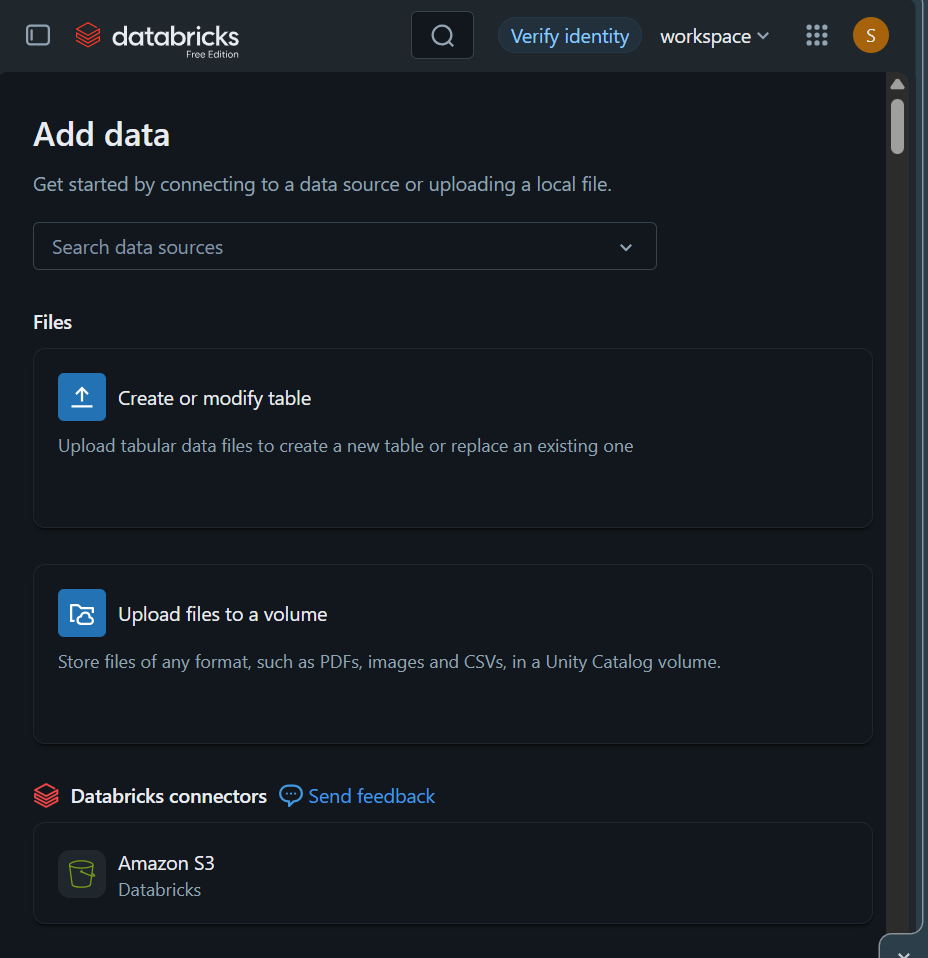 databricks
Free Edition
Verify identity
workspace
S
Add data
Get started by connecting to a data source or uploading a local file.
Search data sources
Files
Create or modify table
Upload tabular data files to create a new table or replace an existing one
Upload files to a volume
Store files of any format, such as PDFs, images and CSVs, in a Unity Catalog volume.
Databricks connectors Send feedback
Amazon S3
Databricks